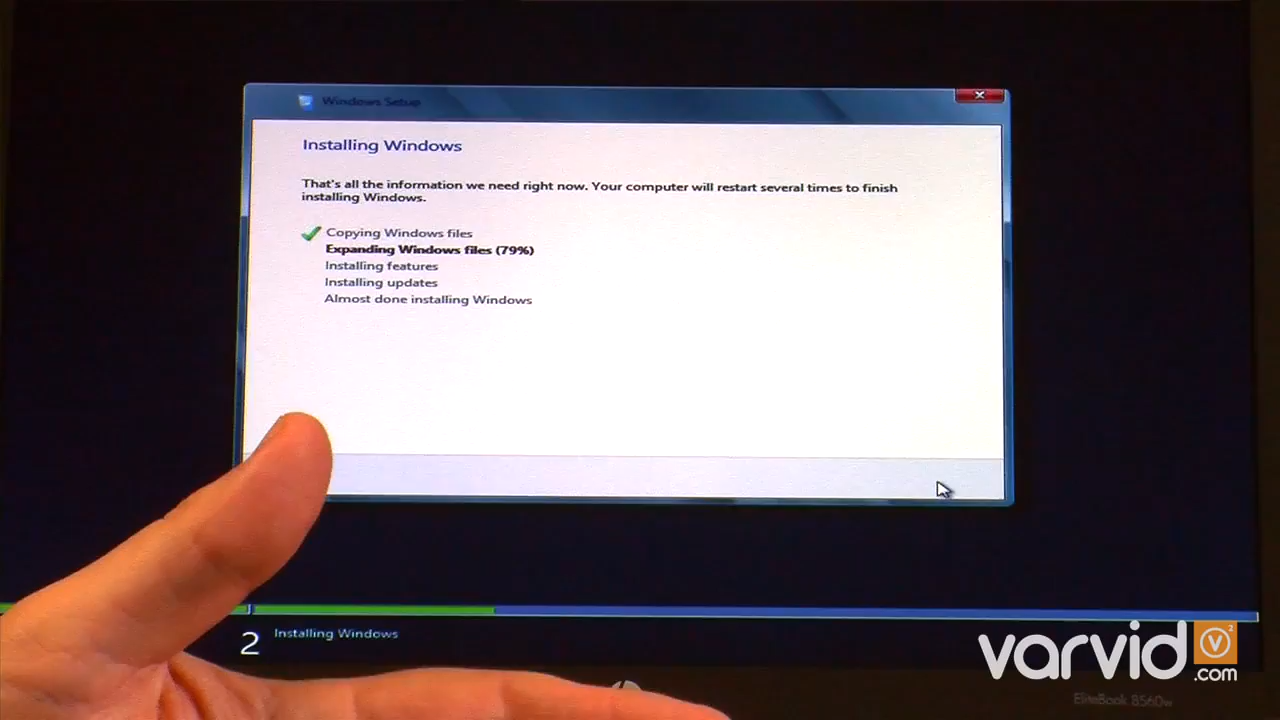 Windows Setup
Installing Windows
That's all the information we need right now. Your computer will restart several times to finish
installing Windows.
Copying Windows files
Expanding Windows files (79%)
Installing features
Installing updates
Almost done installing Windows
2 Installing Windows
varvid v2
.com
EliteBook 8560w